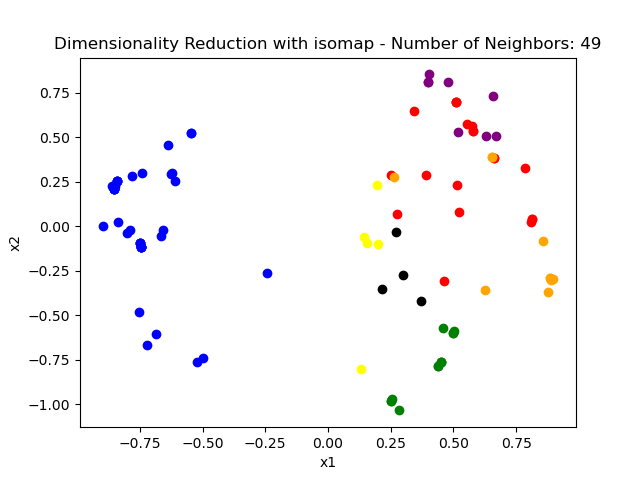 Dimensionality Reduction with isomap - Number of Neighbors: 49
0.75
0.50
0.25
0.00
−0.25
−0.50
−0.75
−1.00
x2
−0.75 −0.50 −0.25 0.00 0.25 0.50 0.75
x1